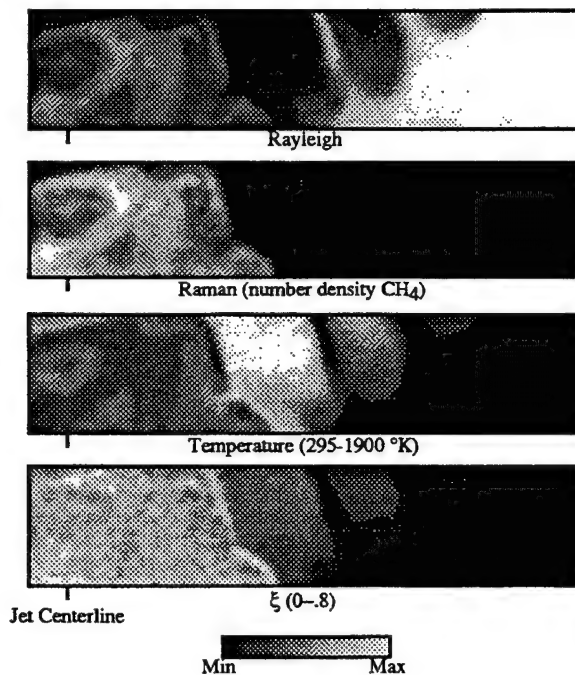 Rayleigh
Raman (number density CH4)
Temperature (295-1900 °K)
ξ (0–.8)
Jet Centerline
Min Max